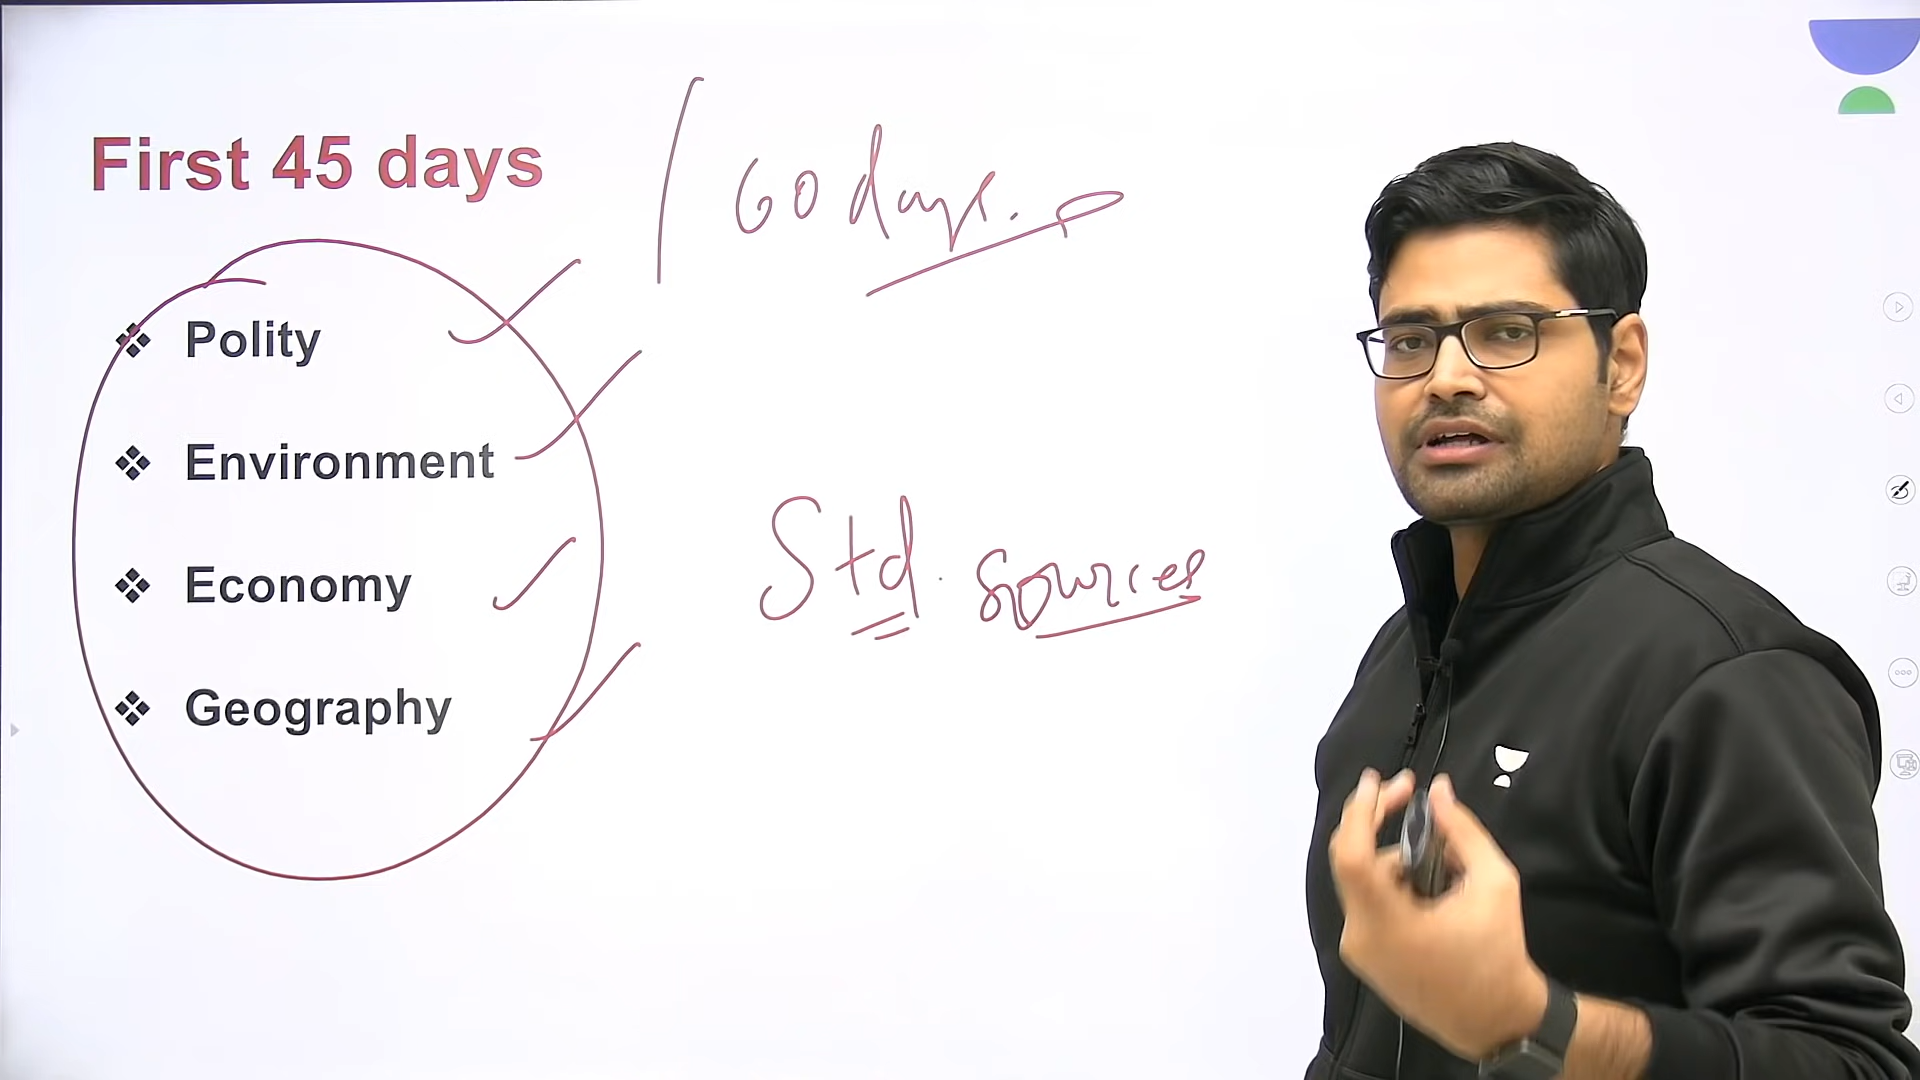 First 45 days / 60 days.
❖ Polity
❖ Environment
❖ Economy
❖ Geography
Std. sources